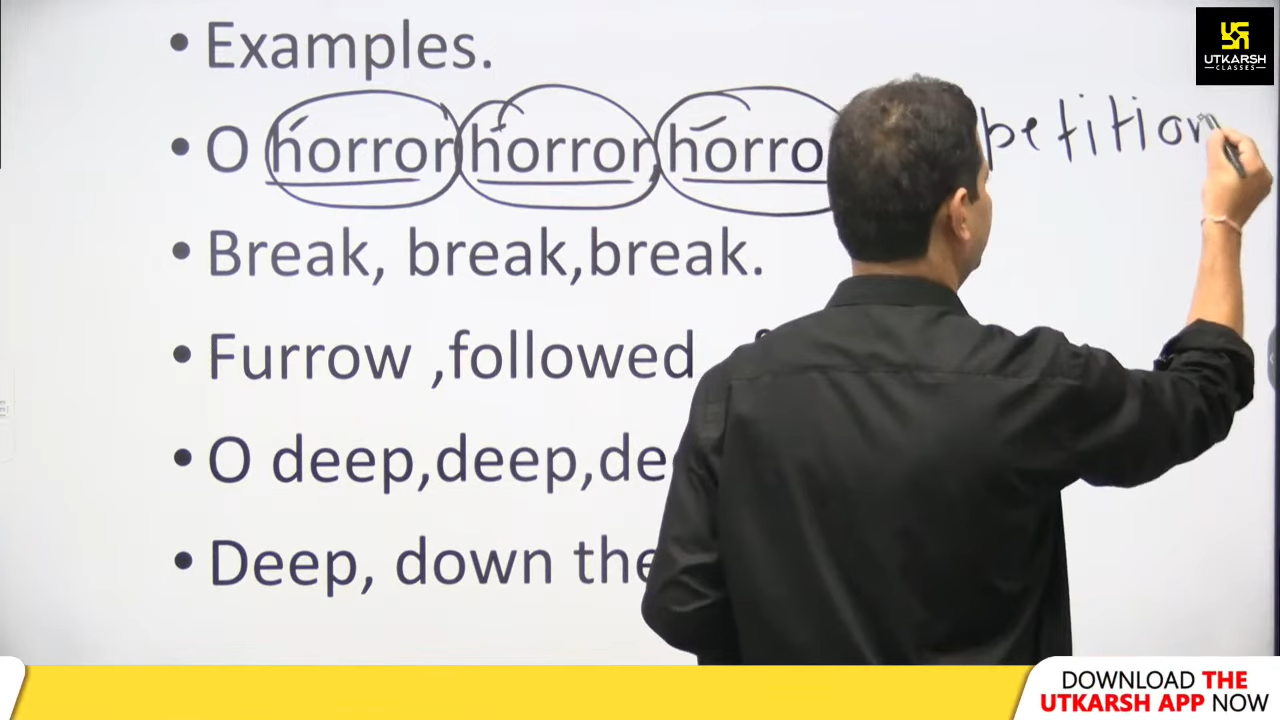 Examples.
O horror horror, horro petition
Break, break,break.
Furrow ,followed
O deep,deep,de
Deep, down the
UTKARSH
CLASSES
DOWNLOAD THE
UTKARSH APP NOW